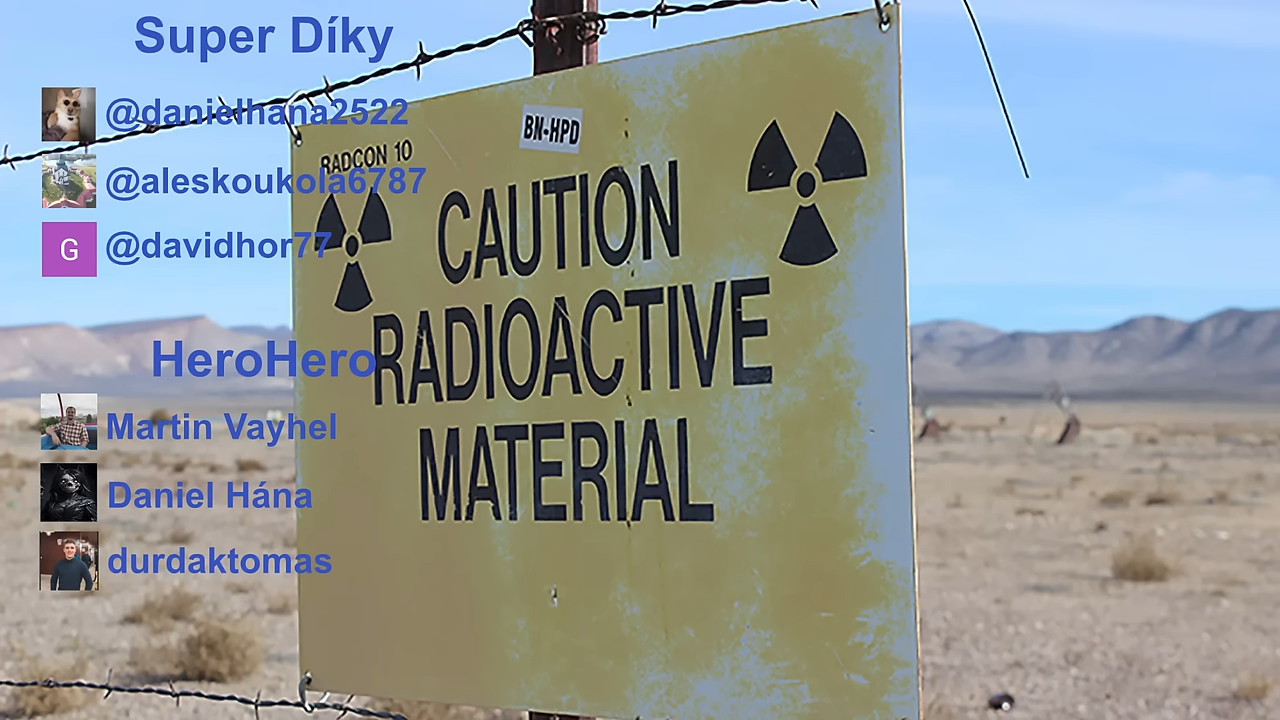 Super Díky
@danielhana2522
@aleskoukola6787
G @davidhor77
HeroHero
Martin Vayhel
Daniel Hána
durdaktomas
BN-HPD
RADCON 10
CAUTION
RADIOACTIVE
MATERIAL